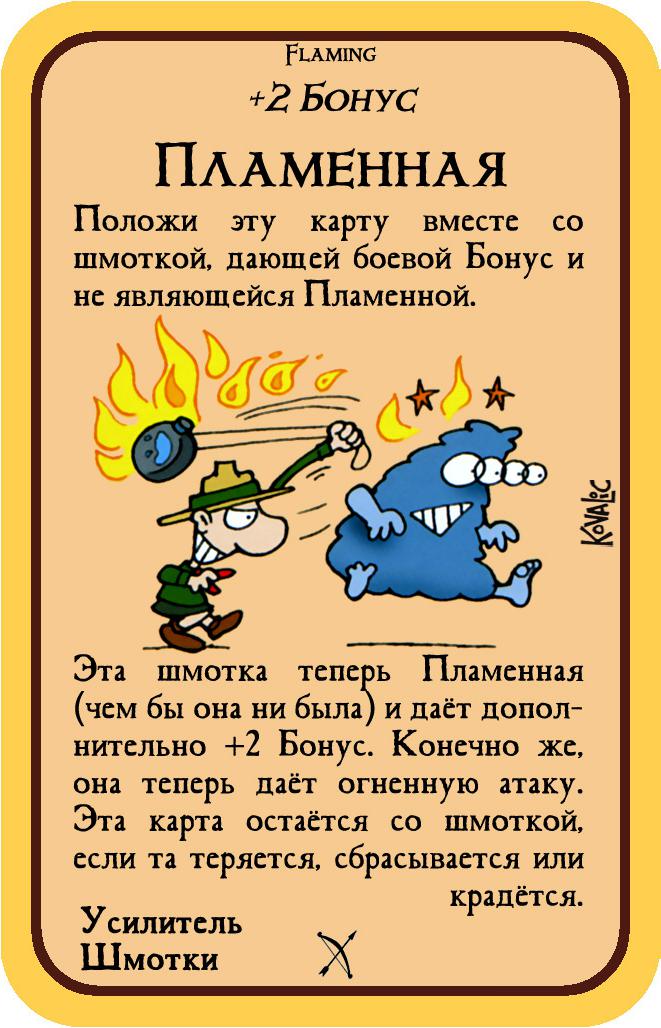 Flaming
+2 Бонус
Пламенная
Положи эту карту вместе со
шмоткой, дающей боевой Бонус и
не являющейся Пламенной.
Kovalic
Эта шмотка теперь Пламенная
(чем бы она ни была) и даёт допол-
нительно +2 Бонус. Конечно же,
она теперь даёт огненную атаку.
Эта карта остаётся со шмоткой,
если та теряется, сбрасывается или
крадётся.
Усилитель
Шмотки